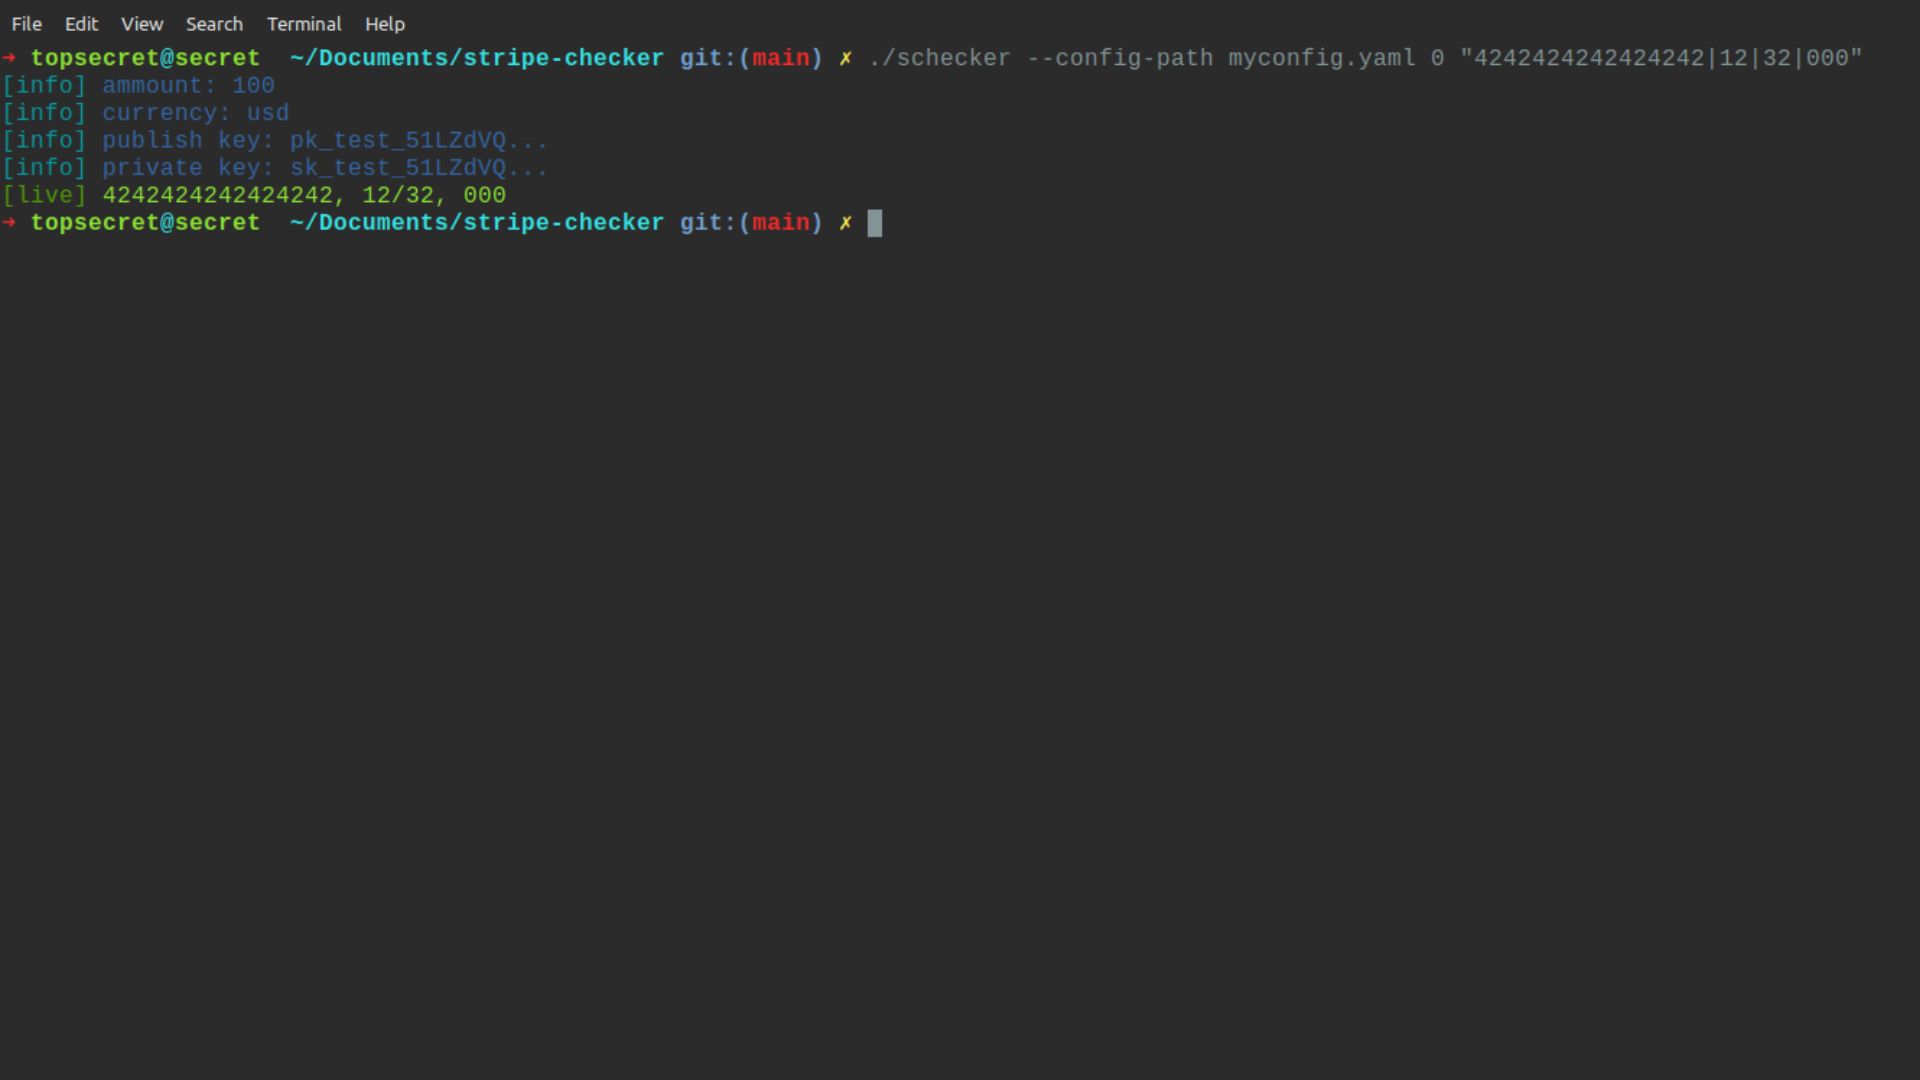 File Edit View Search Terminal Help
➜ topsecret@secret ~/Documents/stripe-checker git:(main) ✗ ./schecker --config-path myconfig.yaml 0 "4242424242424242|12|32|000"
[info] ammount: 100
[info] currency: usd
[info] publish key: pk_test_51LZdVQ...
[info] private key: sk_test_51LZdVQ...
[live] 4242424242424242, 12/32, 000
➜ topsecret@secret ~/Documents/stripe-checker git:(main) ✗